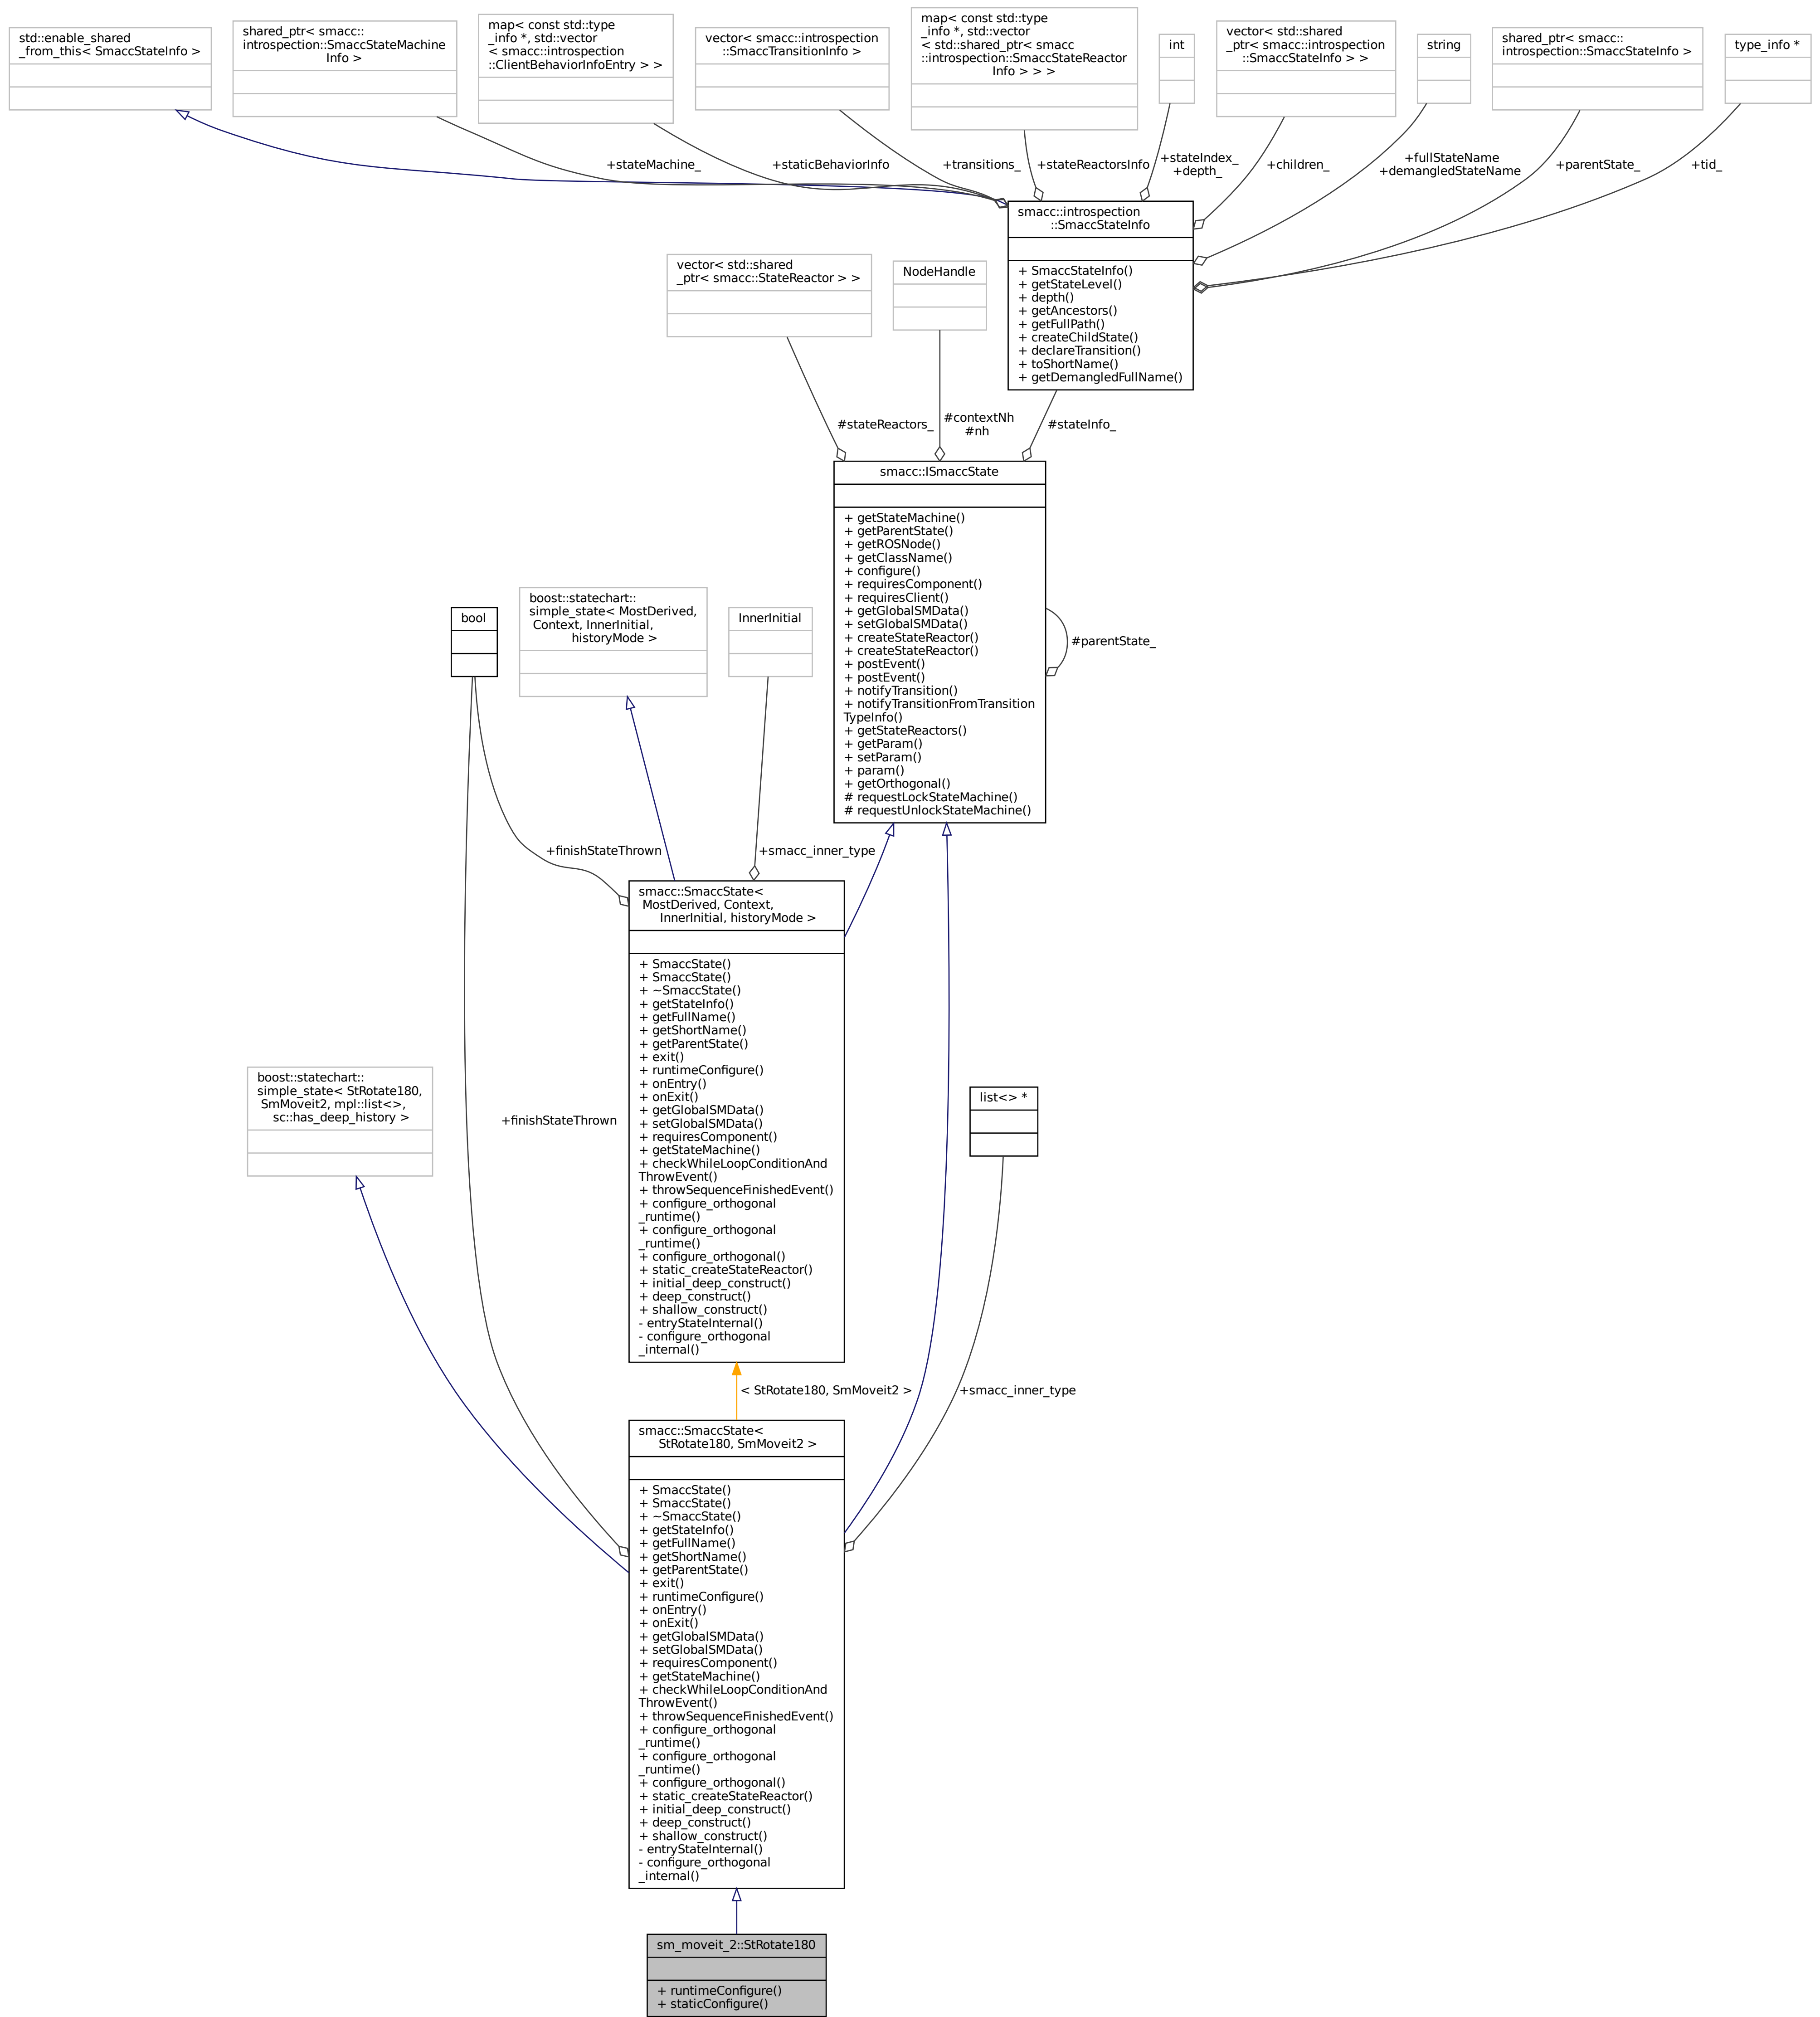 std::enable_shared
_from_this< SmaccStateInfo >
shared_ptr< smacc::
introspection::SmaccStateMachine
Info >
map< const std::type
_info *, std::vector
< smacc::introspection
::ClientBehaviorInfoEntry > >
vector< smacc::introspection
::SmaccTransitionInfo >
map< const std::type
_info *, std::vector
< std::shared_ptr< smacc
::introspection::SmaccStateReactor
Info > > >
int
vector< std::shared
_ptr< smacc::introspection
::SmaccStateInfo > >
string
shared_ptr< smacc::
introspection::SmaccStateInfo >
type_info *
+stateMachine_
+staticBehaviorInfo
+transitions_
+stateReactorsInfo
+stateIndex_
+depth_
+children_
+fullStateName
+demangledStateName
+parentState_
+tid_
smacc::introspection
::SmaccStateInfo
+ SmaccStateInfo()
+ getStateLevel()
+ depth()
+ getAncestors()
+ getFullPath()
+ createChildState()
+ declareTransition()
+ toShortName()
+ getDemangledFullName()
vector< std::shared
_ptr< smacc::StateReactor > >
NodeHandle
#stateReactors_
#contextNh
#nh
#stateInfo_
smacc::ISmaccState
+ getStateMachine()
+ getParentState()
+ getROSNode()
+ getClassName()
+ configure()
+ requiresComponent()
+ requiresClient()
+ getGlobalSMData()
+ setGlobalSMData()
+ createStateReactor()
+ createStateReactor()
+ postEvent()
+ postEvent()
+ notifyTransition()
+ notifyTransitionFromTransition
TypeInfo()
+ getStateReactors()
+ getParam()
+ setParam()
+ param()
+ getOrthogonal()
# requestLockStateMachine()
# requestUnlockStateMachine()
#parentState_
bool
boost::statechart::
simple_state< MostDerived,
Context, InnerInitial,
historyMode >
InnerInitial
+finishStateThrown
+smacc_inner_type
smacc::SmaccState<
MostDerived, Context,
InnerInitial, historyMode >
+ SmaccState()
+ SmaccState()
+ ~SmaccState()
+ getStateInfo()
+ getFullName()
+ getShortName()
+ getParentState()
+ exit()
+ runtimeConfigure()
+ onEntry()
+ onExit()
+ getGlobalSMData()
+ setGlobalSMData()
+ requiresComponent()
+ getStateMachine()
+ checkWhileLoopConditionAnd
ThrowEvent()
+ throwSequenceFinishedEvent()
+ configure_orthogonal
_runtime()
+ configure_orthogonal
_runtime()
+ configure_orthogonal()
+ static_createStateReactor()
+ initial_deep_construct()
+ deep_construct()
+ shallow_construct()
- entryStateInternal()
- configure_orthogonal
_internal()
boost::statechart::
simple_state< StRotate180,
SmMoveit2, mpl::list<>,
sc::has_deep_history >
+finishStateThrown
list<> *
< StRotate180, SmMoveit2 >
+smacc_inner_type
smacc::SmaccState<
StRotate180, SmMoveit2 >
+ SmaccState()
+ SmaccState()
+ ~SmaccState()
+ getStateInfo()
+ getFullName()
+ getShortName()
+ getParentState()
+ exit()
+ runtimeConfigure()
+ onEntry()
+ onExit()
+ getGlobalSMData()
+ setGlobalSMData()
+ requiresComponent()
+ getStateMachine()
+ checkWhileLoopConditionAnd
ThrowEvent()
+ throwSequenceFinishedEvent()
+ configure_orthogonal
_runtime()
+ configure_orthogonal
_runtime()
+ configure_orthogonal()
+ static_createStateReactor()
+ initial_deep_construct()
+ deep_construct()
+ shallow_construct()
- entryStateInternal()
- configure_orthogonal
_internal()
sm_moveit_2::StRotate180
+ runtimeConfigure()
+ staticConfigure()